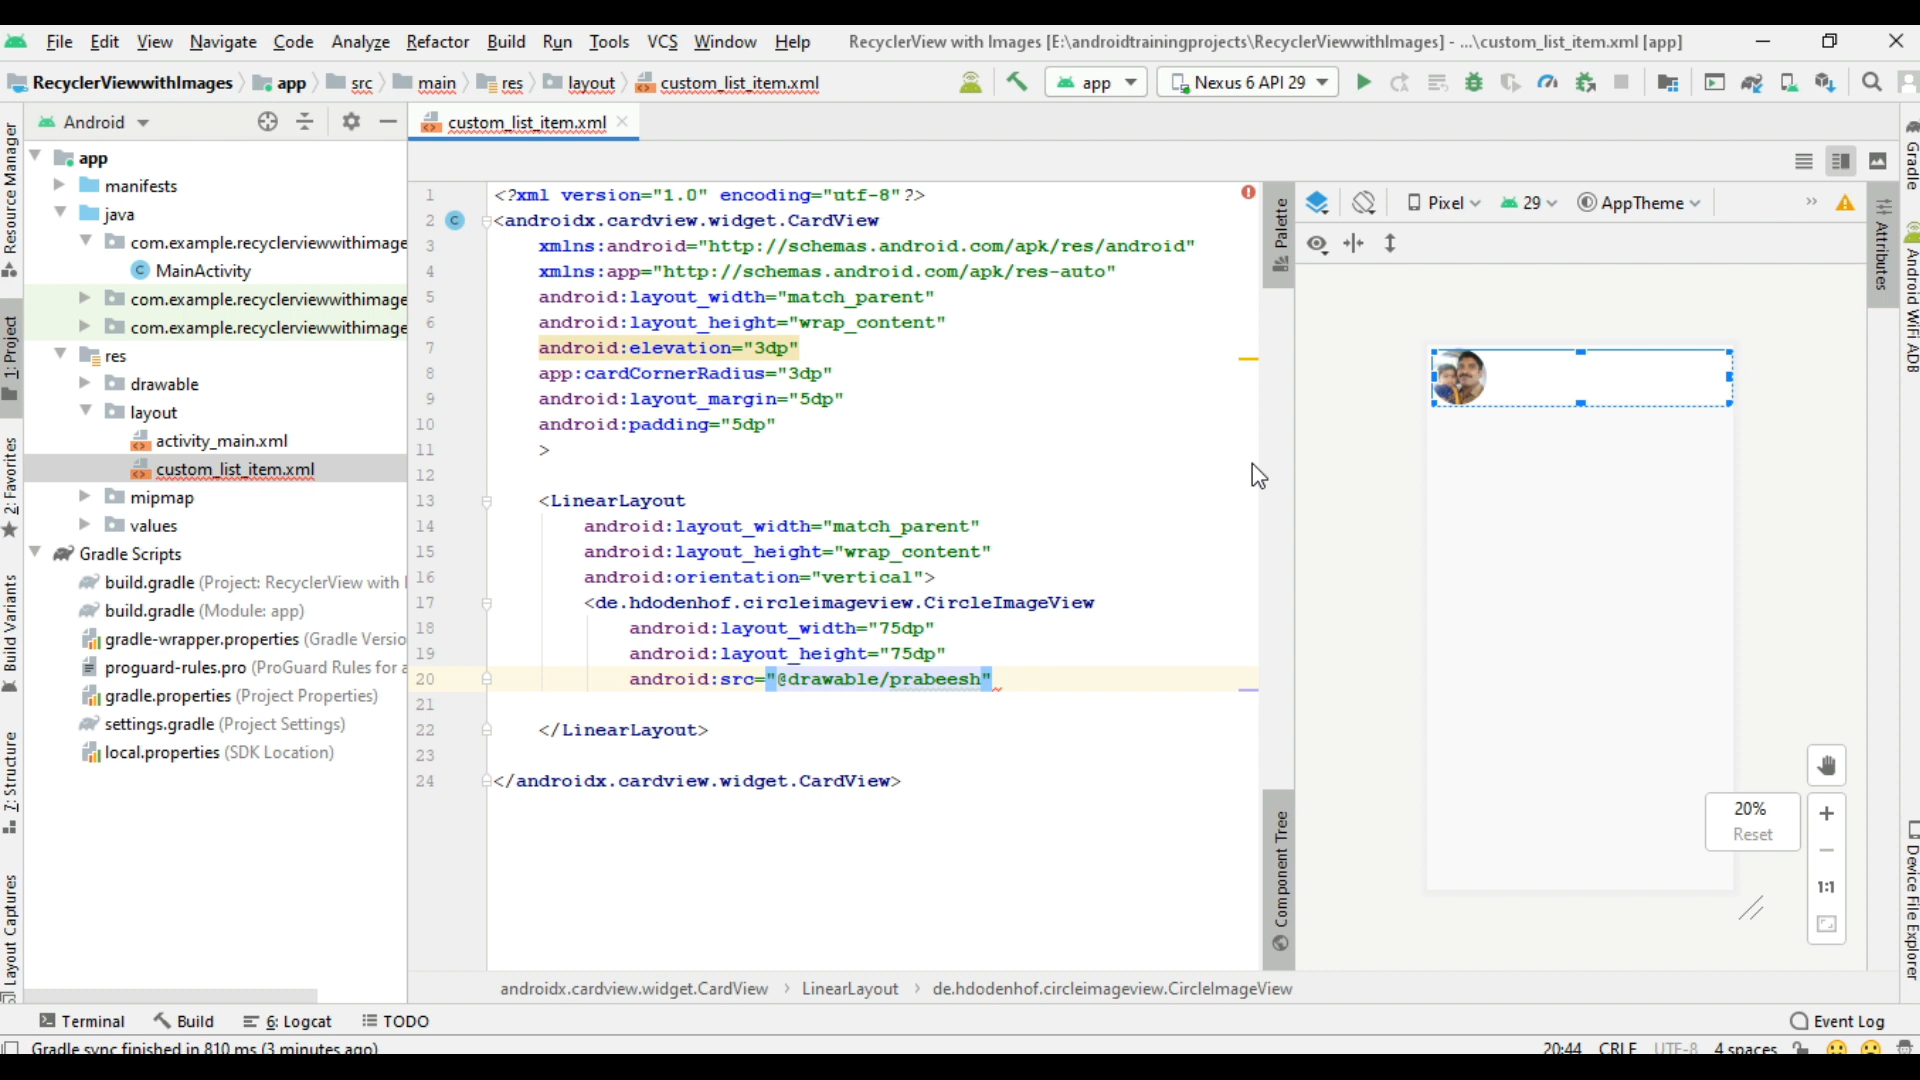 File Edit View Navigate Code Analyze Refactor Build Run Tools VCS Window Help RecyclerView with Images [E:\androidtrainingprojects\RecyclerViewwithImages] - ...\custom_list_item.xml [app]
RecyclerViewwithImages app src main res layout custom_list_item.xml app Nexus 6 API 29
Android custom_list_item.xml
Resource Manager
1: Project
2: Favorites
Build Variants
7: Structure
Layout Captures
app
manifests
java
com.example.recyclerviewwithimage
MainActivity
com.example.recyclerviewwithimage
com.example.recyclerviewwithimage
res
drawable
layout
activity_main.xml
custom_list_item.xml
mipmap
values
Gradle Scripts
build.gradle (Project: RecyclerView with
build.gradle (Module: app)
gradle-wrapper.properties (Gradle Versio
proguard-rules.pro (ProGuard Rules for a
gradle.properties (Project Properties)
settings.gradle (Project Settings)
local.properties (SDK Location)
1 <?xml version="1.0" encoding="utf-8"?>
2 <androidx.cardview.widget.CardView
3 xmlns:android="http://schemas.android.com/apk/res/android"
4 xmlns:app="http://schemas.android.com/apk/res-auto"
5 android:layout_width="match_parent"
6 android:layout_height="wrap_content"
7 android:elevation="3dp"
8 app:cardCornerRadius="3dp"
9 android:layout_margin="5dp"
10 android:padding="5dp"
11 >
12
13 <LinearLayout
14 android:layout_width="match_parent"
15 android:layout_height="wrap_content"
16 android:orientation="vertical">
17 <de.hdodenhof.circleimageview.CircleImageView
18 android:layout_width="75dp"
19 android:layout_height="75dp"
20 android:src="@drawable/prabeesh"
21
22 </LinearLayout>
23
24 </androidx.cardview.widget.CardView>
Palette
Component Tree
Pixel 29 AppTheme
20%
Reset
1:1
Attributes
Gradle
Android WiFi ADB
Device File Explorer
androidx.cardview.widget.CardView LinearLayout de.hdodenhof.circleimageview.CircleImageView
Terminal Build 6: Logcat TODO Event Log
Gradle sync finished in 810 ms (3 minutes ago) 20:44 CRLF UTF-8 4 spaces